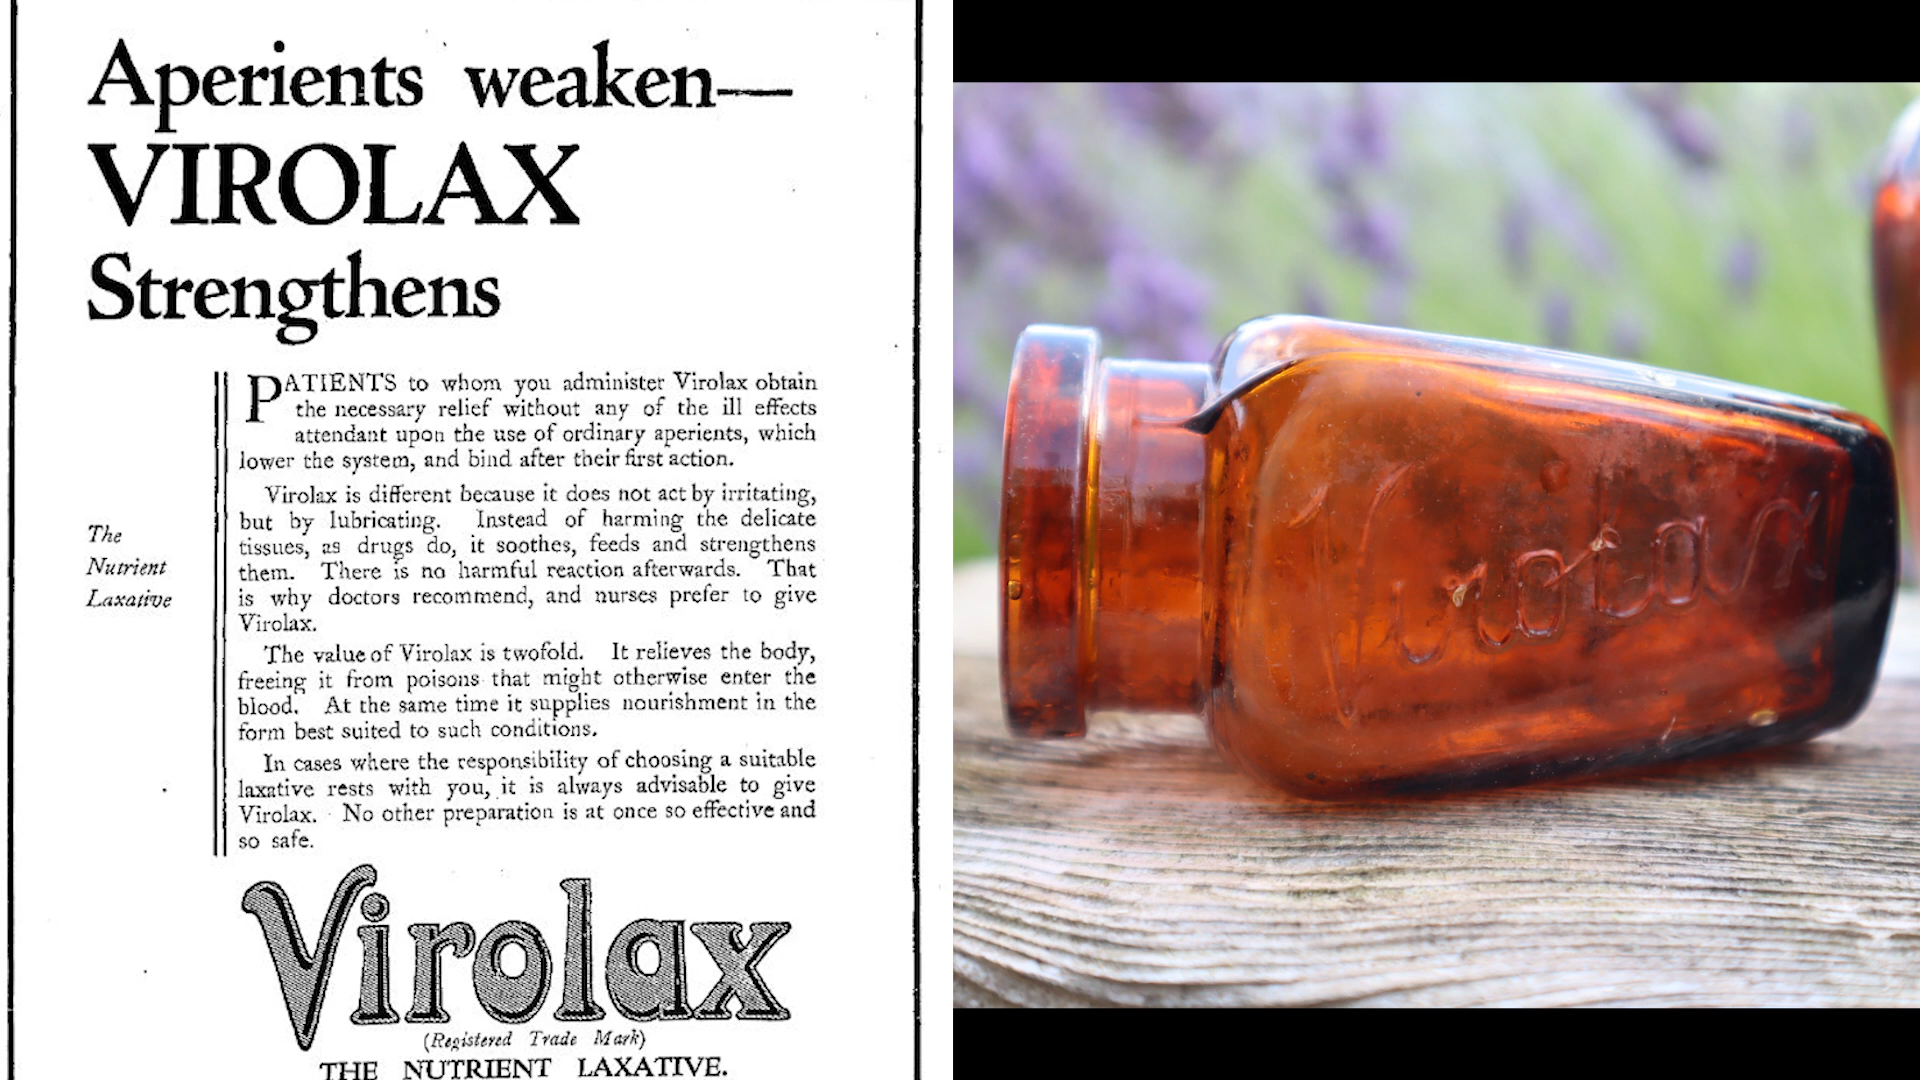 Aperients weaken—
VIROLAX
Strengthens
The
Nutrient
Laxative
PATIENTS to whom you administer Virolax obtain
the necessary relief without any of the ill effects
attendant upon the use of ordinary aperients, which
lower the system, and bind after their first action.
Virolax is different because it does not act by irritating,
but by lubricating. Instead of harming the delicate
tissues, as drugs do, it soothes, feeds and strengthens
them. There is no harmful reaction afterwards. That
is why doctors recommend, and nurses prefer to give
Virolax.
The value of Virolax is twofold. It relieves the body,
freeing it from poisons that might otherwise enter the
blood. At the same time it supplies nourishment in the
form best suited to such conditions.
In cases where the responsibility of choosing a suitable
laxative rests with you, it is always advisable to give
Virolax. No other preparation is at once so effective and
so safe.
Virolax
(Registered Trade Mark)
THE NUTRIENT LAXATIVE.
Virolax